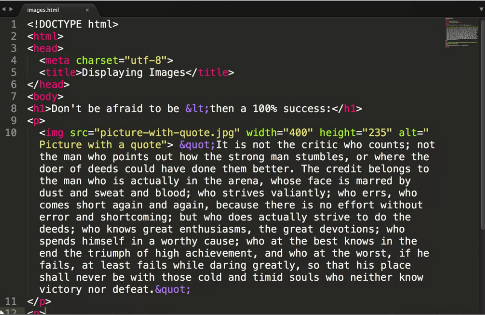 images.html ×
1 <!DOCTYPE html>
2 <html>
3 <head>
4 <meta charset="utf-8">
5 <title>Displaying Images</title>
6 </head>
7 <body>
8 <h1>Don't be afraid to be &lt;then a 100% success:</h1>
9 <p>
10 <img src="picture-with-quote.jpg" width="400" height="235" alt="
Picture with a quote"> &quot;It is not the critic who counts; not
the man who points out how the strong man stumbles, or where the
doer of deeds could have done them better. The credit belongs to
the man who is actually in the arena, whose face is marred by
dust and sweat and blood; who strives valiantly; who errs, who
comes short again and again, because there is no effort without
error and shortcoming; but who does actually strive to do the
deeds; who knows great enthusiasms, the great devotions; who
spends himself in a worthy cause; who at the best knows in the
end the triumph of high achievement, and who at the worst, if he
fails, at least fails while daring greatly, so that his place
shall never be with those cold and timid souls who neither know
victory nor defeat.&quot;
11 </p>
12 <p>